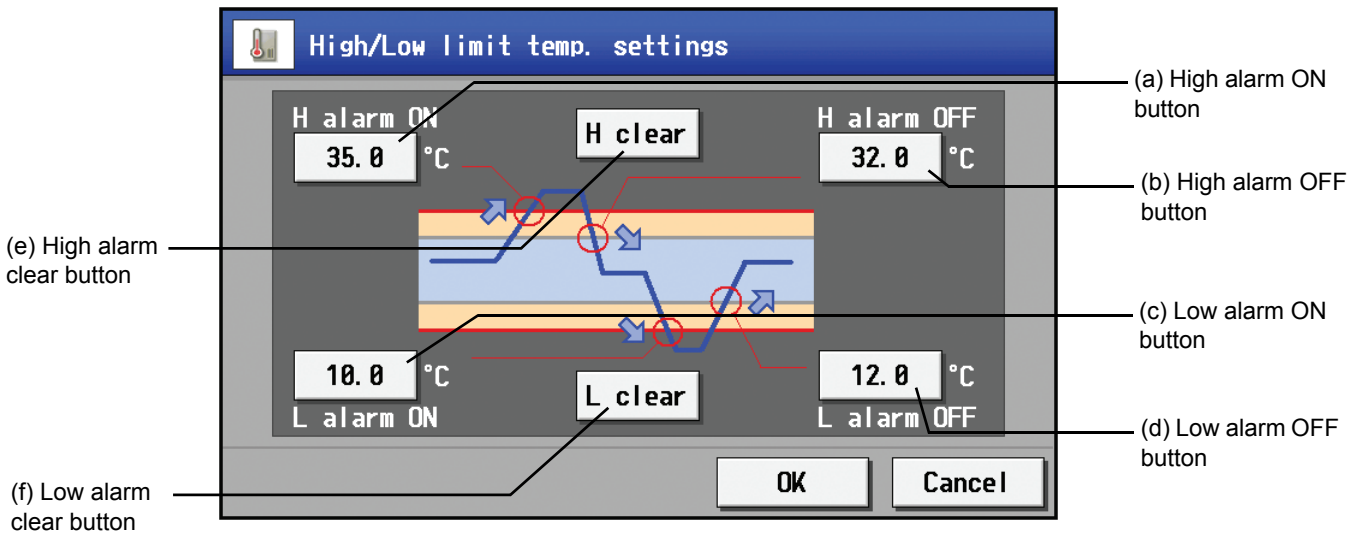 High/Low limit temp. settings
H alarm ON
35.0 °C
H clear
H alarm OFF
32.0 °C
10.0 °C
L alarm ON
L clear
12.0 °C
L alarm OFF
OK
Cancel
(a) High alarm ON
button
(b) High alarm OFF
button
(c) Low alarm ON
button
(d) Low alarm OFF
button
(e) High alarm
clear button
(f) Low alarm
clear button